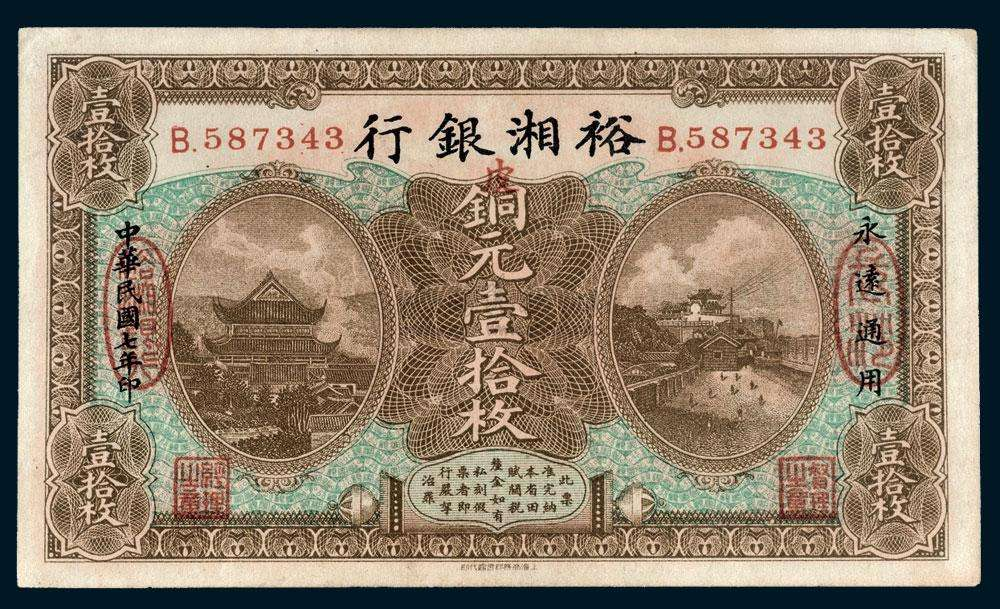 裕湘銀行
B.587343
B.587343
壹拾枚
壹拾枚
銅元壹拾枚
永遠通用
中華民國七年印
壹拾枚
壹拾枚
此票
准完納
本省田
賦關稅
釐金如有
私刻假
票者即
行嚴拏
治罪